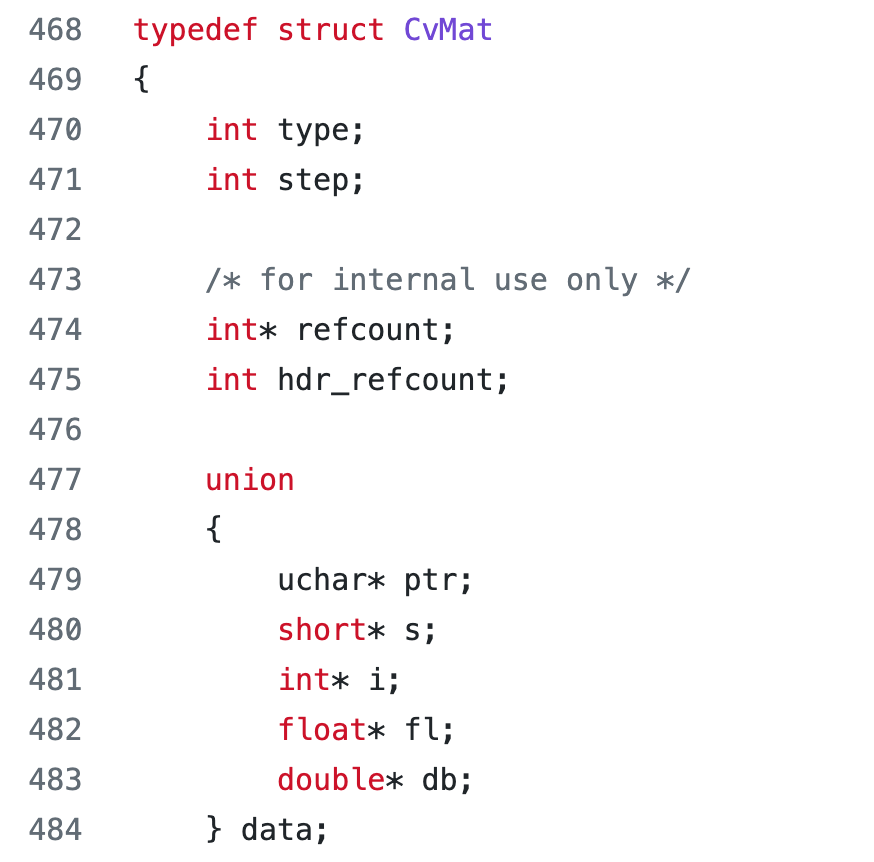 468 typedef struct CvMat
469 {
470     int type;
471     int step;
472
473     /* for internal use only */
474     int* refcount;
475     int hdr_refcount;
476
477     union
478     {
479         uchar* ptr;
480         short* s;
481         int* i;
482         float* fl;
483         double* db;
484     } data;